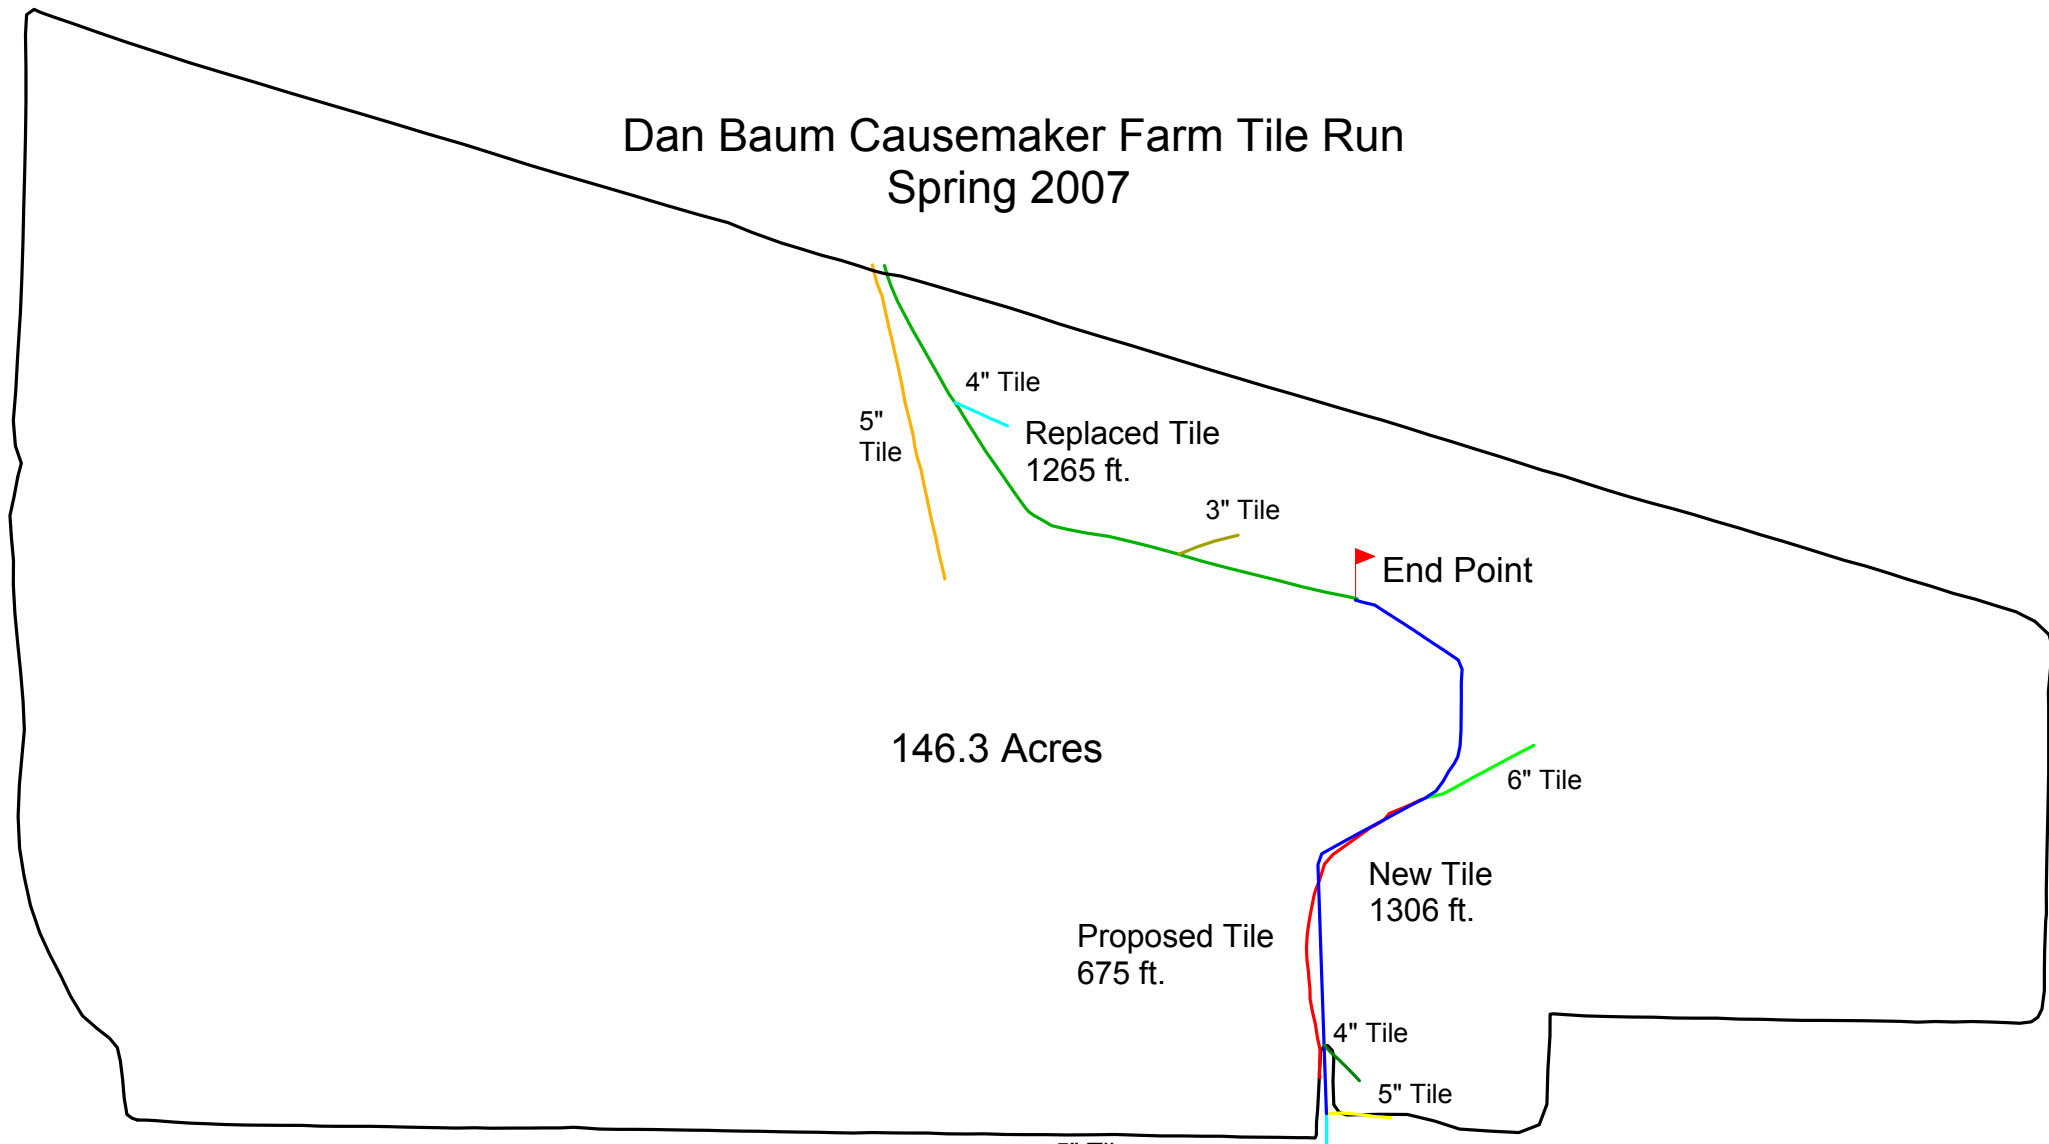 Dan Baum Causemaker Farm Tile Run
Spring 2007
4" Tile
5"
Tile
Replaced Tile
1265 ft.
3" Tile
End Point
146.3 Acres
6" Tile
New Tile
1306 ft.
Proposed Tile
675 ft.
4" Tile
5" Tile